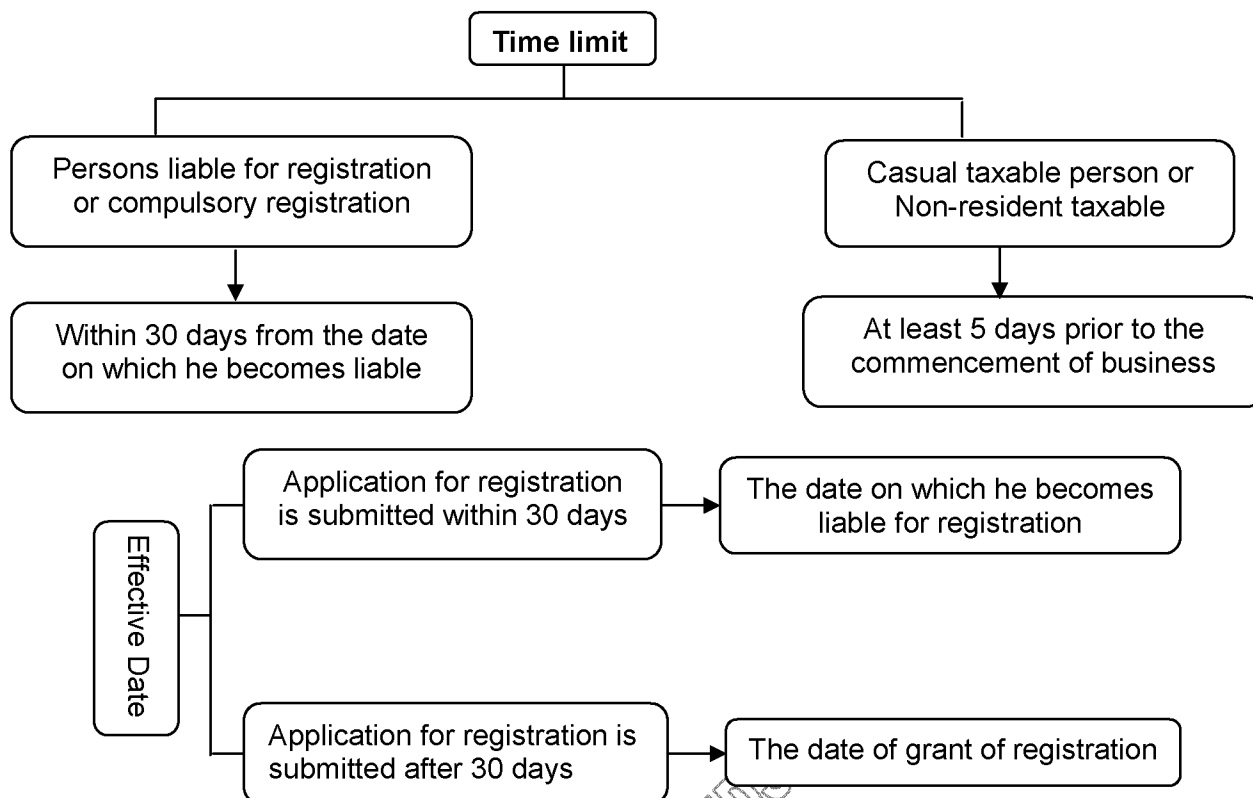 Time limit
Persons liable for registration
or compulsory registration
Casual taxable person or
Non-resident taxable
Within 30 days from the date
on which he becomes liable
At least 5 days prior to the
commencement of business
Effective Date
Application for registration
is submitted within 30 days
The date on which he becomes
liable for registration
Application for registration is
submitted after 30 days
The date of grant of registration